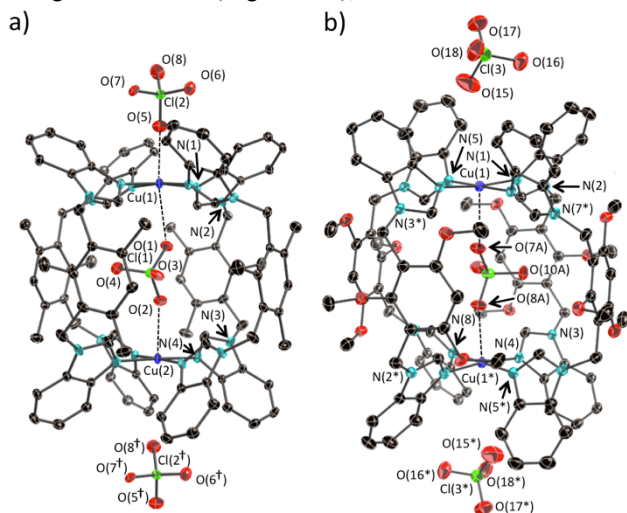 a)
O(8)
O(7)
O(6)
Cl(2)
O(5)
N(1)
Cu(1)
N(2)
O(1)
Cl(1)
O(3)
O(4)
O(2)
N(3)
N(4)
Cu(2)
O(8†)
O(7†)
Cl(2†)
O(6†)
O(5†)
b)
O(17)
O(18)
O(16)
Cl(3)
O(15)
N(5)
N(1)
Cu(1)
N(2)
N(3*)
N(7*)
O(7A)
O(10A)
O(8A)
N(8)
N(3)
N(4)
N(2*)
Cu(1*)
N(5*)
O(15*)
O(16*)
O(18*)
Cl(3*)
O(17*)